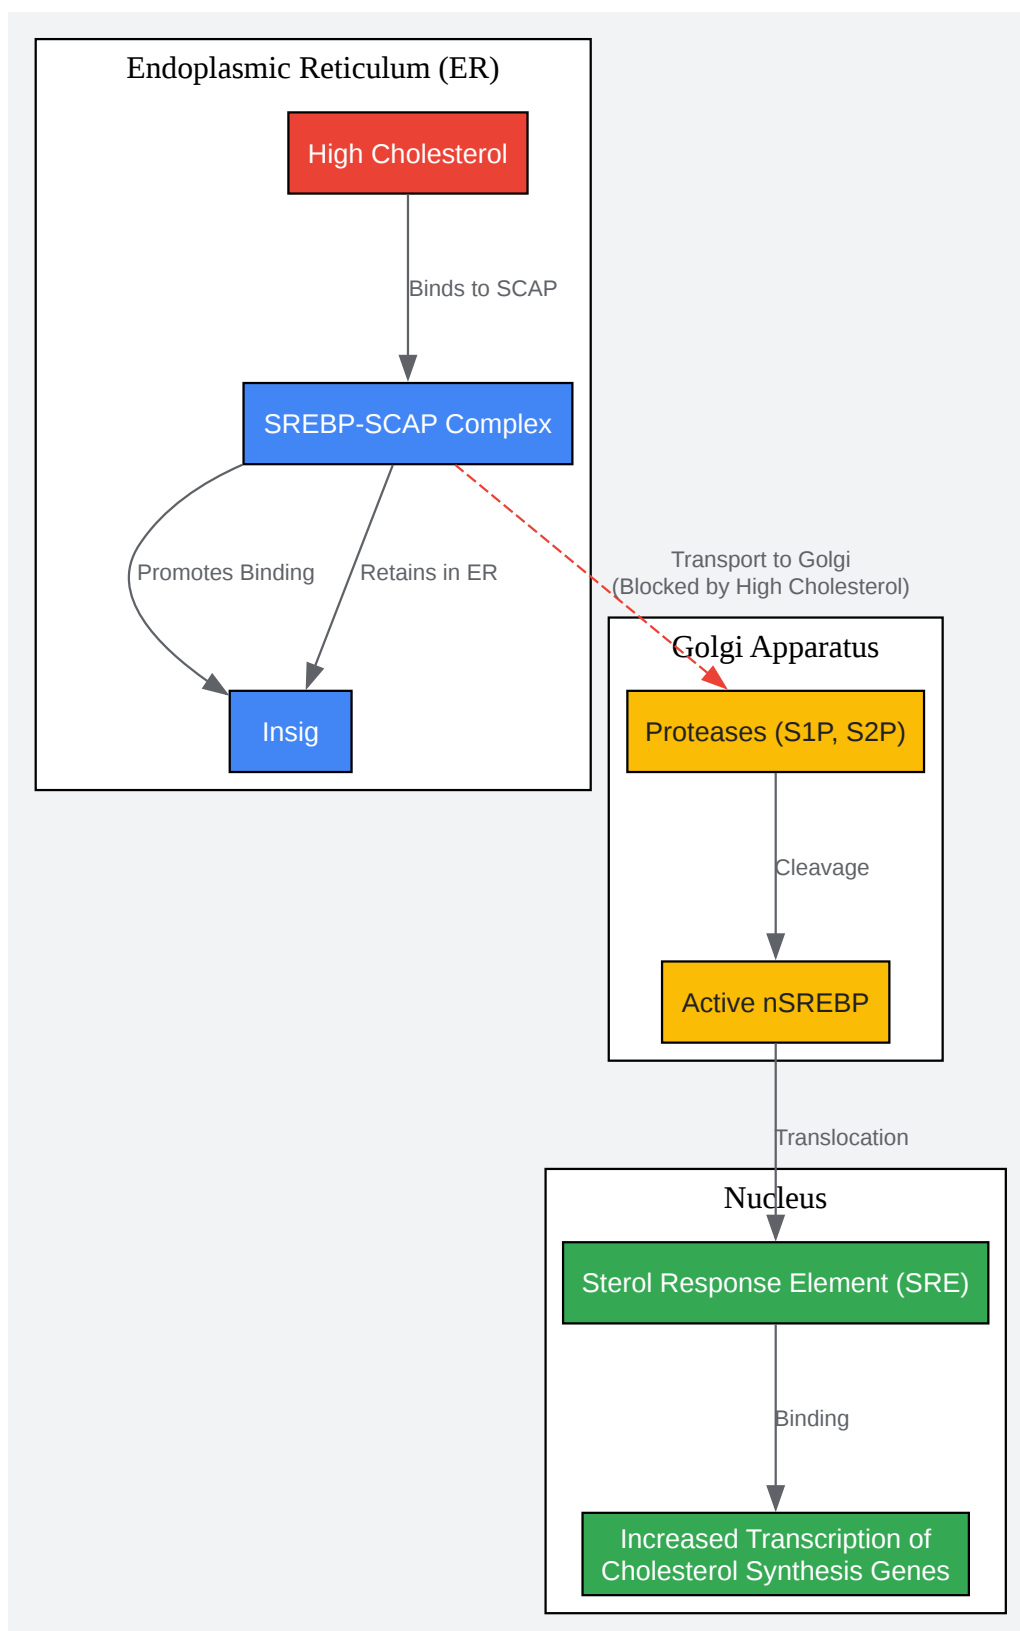 Endoplasmic Reticulum (ER)
High Cholesterol
Binds to SCAP
SREBP-SCAP Complex
Promotes Binding
Retains in ER
Insig
Transport to Golgi
(Blocked by High Cholesterol)
Golgi Apparatus
Proteases (S1P, S2P)
Cleavage
Active nSREBP
Translocation
Nucleus
Sterol Response Element (SRE)
Binding
Increased Transcription of
Cholesterol Synthesis Genes